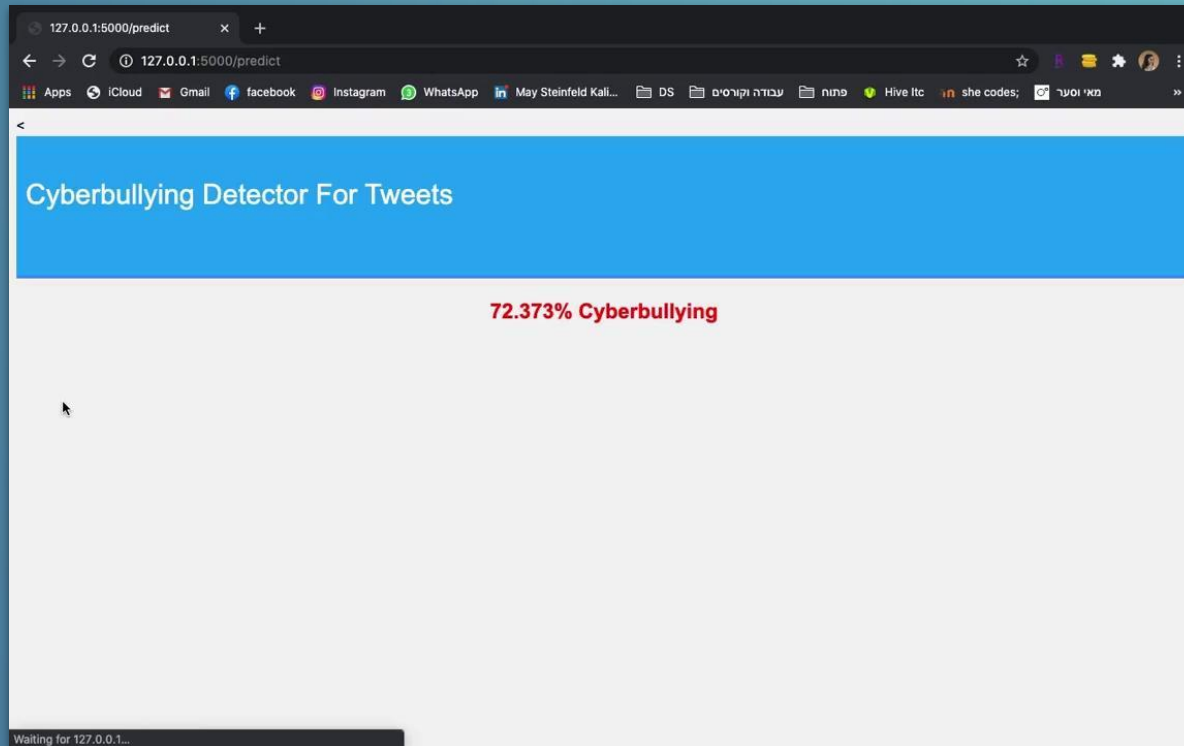 127.0.0.1:5000/predict
127.0.0.1:5000/predict
Apps iCloud Gmail facebook Instagram WhatsApp May Steinfeld Kali... DS עבודה וקורסים פתוח Hive Itc she codes; מאי וסער »
<
Cyberbullying Detector For Tweets
72.373% Cyberbullying
Waiting for 127.0.0.1...